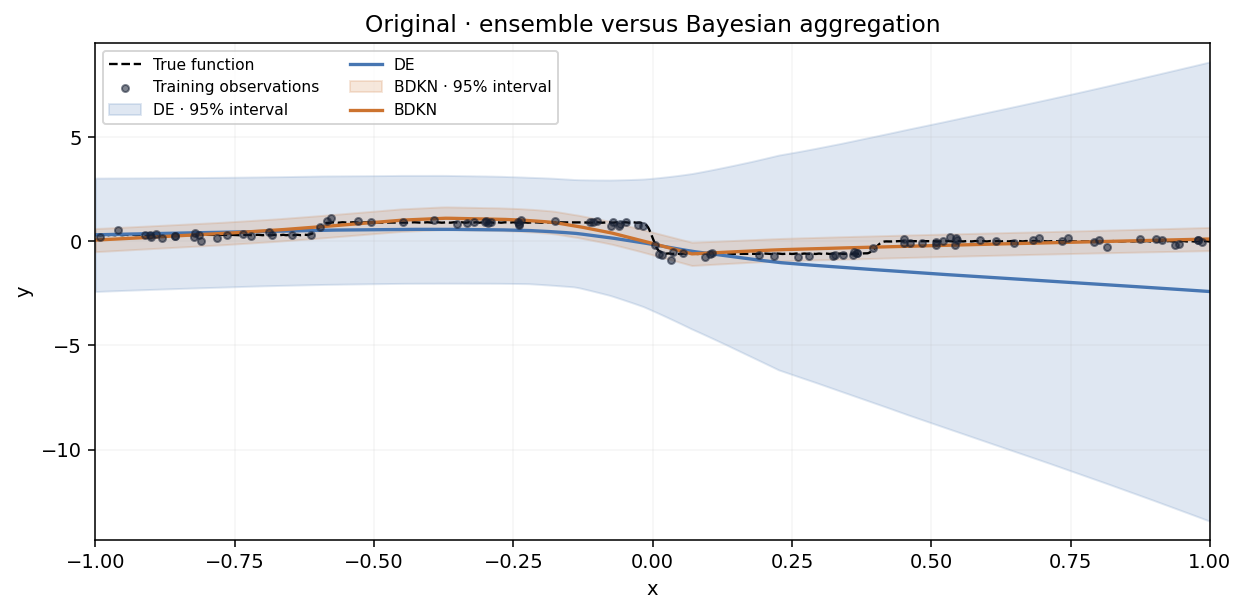 Original · ensemble versus Bayesian aggregation
True function
Training observations
DE · 95% interval
DE
BDKN · 95% interval
BDKN
y
5
0
−5
−10
−1.00 −0.75 −0.50 −0.25 0.00 0.25 0.50 0.75 1.00
x